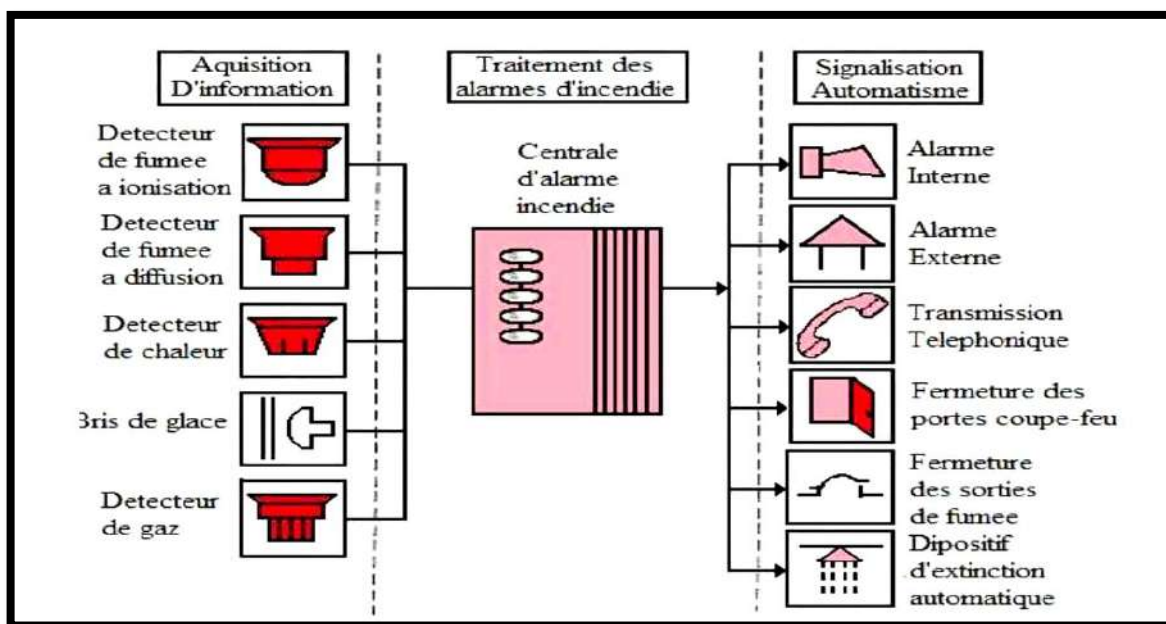 Aquisition
D'information
Detecteur
de fumee
a ionisation
Detecteur
de fumee
a diffusion
Detecteur
de chaleur
Bris de glace
Detecteur
de gaz
Traitement des
alarmes d'incendie
Centrale
d'alarme
incendie
Signalisation
Automatisme
Alarme
Interne
Alarme
Externe
Transmission
Telephonique
Fermeture des
portes coupe-feu
Fermeture
des sorties
de fumee
Dipositif
d'extinction
automatique